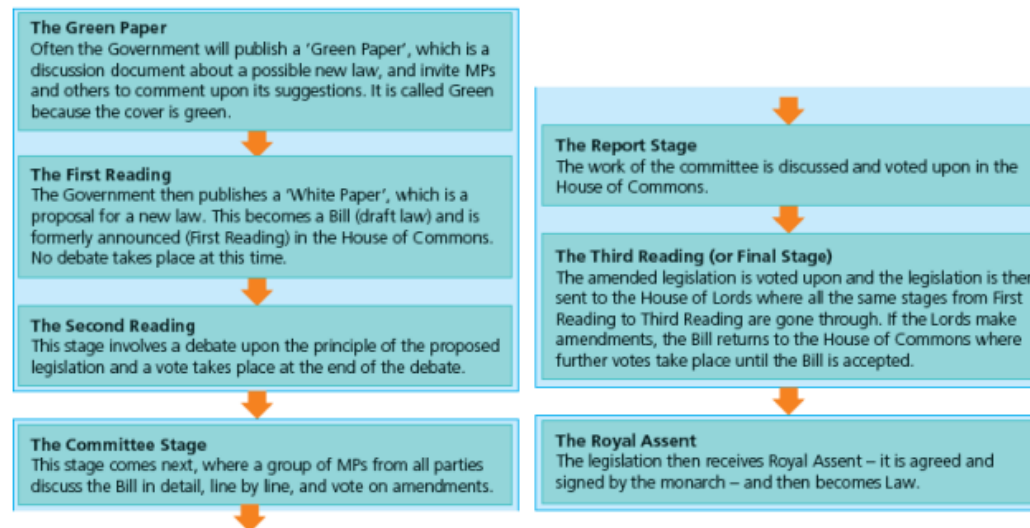 The Green Paper
Often the Government will publish a 'Green Paper', which is a
discussion document about a possible new law, and invite MPs
and others to comment upon its suggestions. It is called Green
because the cover is green.
The First Reading
The Government then publishes a 'White Paper', which is a
proposal for a new law. This becomes a Bill (draft law) and is
formerly announced (First Reading) in the House of Commons.
No debate takes place at this time.
The Second Reading
This stage involves a debate upon the principle of the proposed
legislation and a vote takes place at the end of the debate.
The Committee Stage
This stage comes next, where a group of MPs from all parties
discuss the Bill in detail, line by line, and vote on amendments.
The Report Stage
The work of the committee is discussed and voted upon in the
House of Commons.
The Third Reading (or Final Stage)
The amended legislation is voted upon and the legislation is then
sent to the House of Lords where all the same stages from First
Reading to Third Reading are gone through. If the Lords make
amendments, the Bill returns to the House of Commons where
further votes take place until the Bill is accepted.
The Royal Assent
The legislation then receives Royal Assent – it is agreed and
signed by the monarch – and then becomes Law.